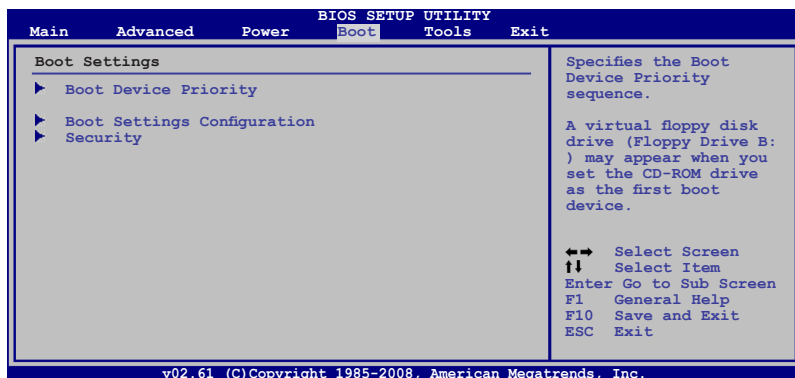 BIOS SETUP UTILITY
Main Advanced Power Boot Tools Exit
Boot Settings
Boot Device Priority
Boot Settings Configuration
Security
Specifies the Boot
Device Priority
sequence.
A virtual floppy disk
drive (Floppy Drive B:
) may appear when you
set the CD-ROM drive
as the first boot
device.
←→ Select Screen
↑↓ Select Item
Enter Go to Sub Screen
F1 General Help
F10 Save and Exit
ESC Exit
v02.61 (C)Copyright 1985-2008, American Megatrends, Inc.